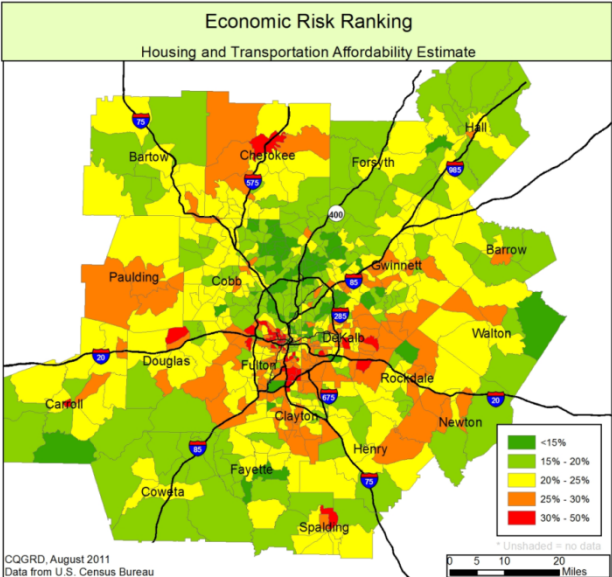 Economic Risk Ranking
Housing and Transportation Affordability Estimate
75
Hall
Bartow
Cherokee
Forsyth
985
575
400
Barrow
Gwinnett
Paulding
Cobb
85
285
DeKalb
Walton
20
Douglas
Fulton
Rockdale
Carroll
675
20
Clayton
Newton
85
Henry
Fayette
75
Coweta
Spalding
<15%
15% - 20%
20% - 25%
25% - 30%
30% - 50%
* Unshaded = no data
CQGRD, August 2011
Data from U.S. Census Bureau
0 5 10 20
Miles